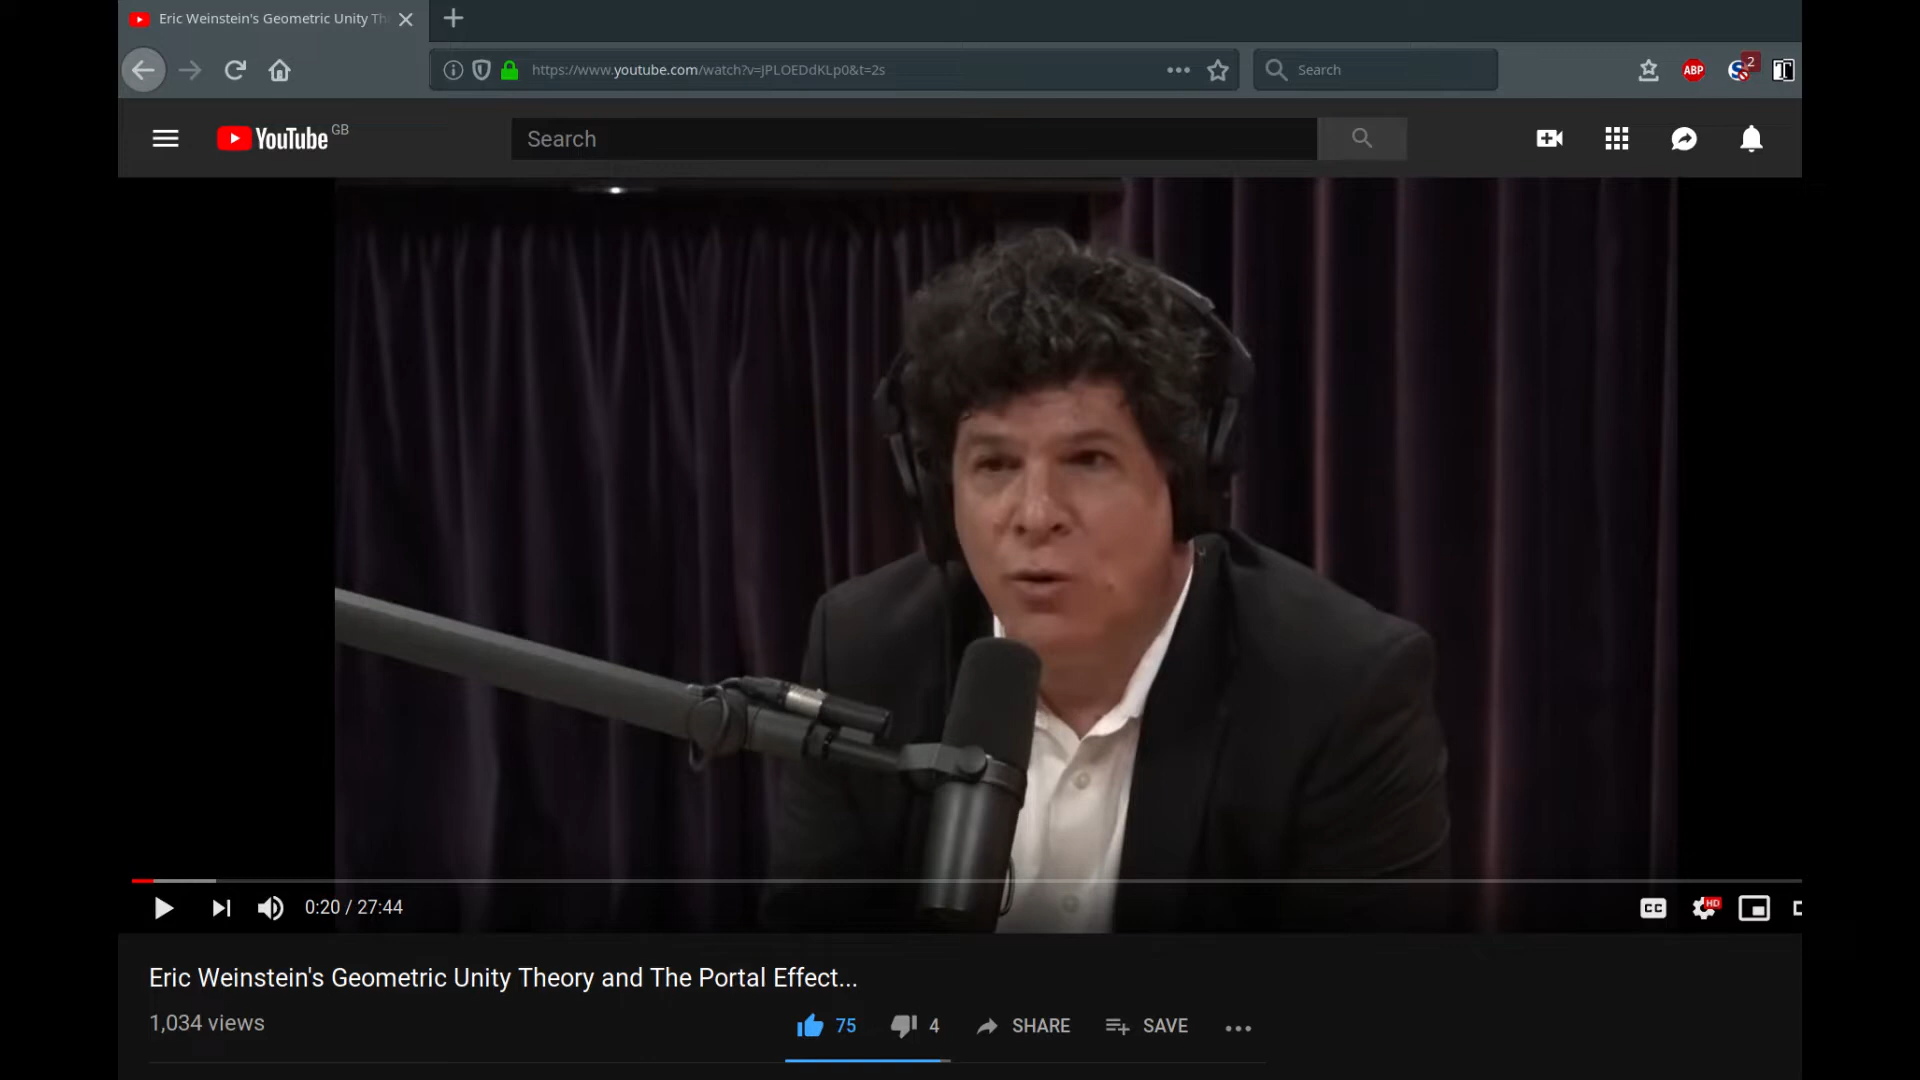 Eric Weinstein's Geometric Unity Th
https://www.youtube.com/watch?v=JPLOEDdKLp0&t=2s
Search
ABP
2
YouTube GB
Search
0:20 / 27:44
CC
HD
Eric Weinstein's Geometric Unity Theory and The Portal Effect...
1,034 views
75
4
SHARE
SAVE